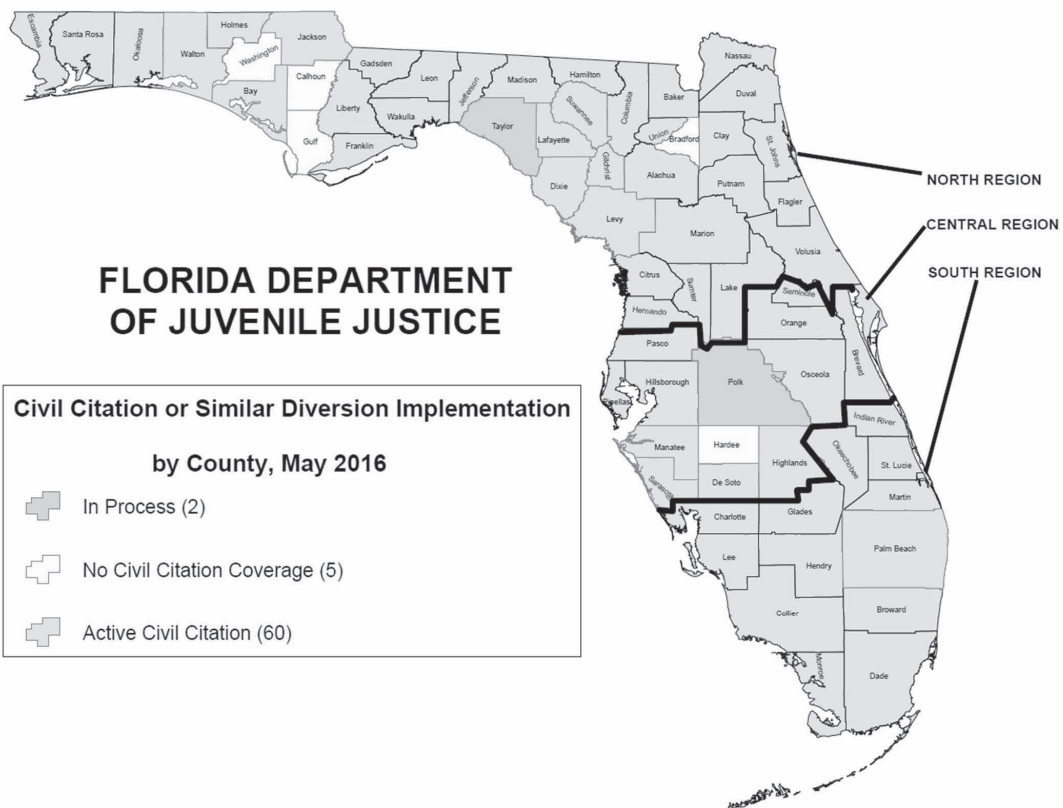 Escambia
Santa Rosa
Okaloosa
Walton
Holmes
Washington
Jackson
Bay
Calhoun
Gulf
Gadsden
Liberty
Franklin
Leon
Wakulla
Jefferson
Madison
Taylor
Hamilton
Suwannee
Lafayette
Columbia
Baker
Nassau
Duval
Union
Bradford
Clay
St. Johns
Gilchrist
Dixie
Alachua
Putnam
Flagler
Levy
Marion
Volusia
Citrus
Sumter
Lake
Hernando
Seminole
Orange
Pasco
Hillsborough
Pinellas
Polk
Osceola
Brevard
Manatee
Hardee
Highlands
Sarasota
De Soto
Okeechobee
Indian River
St. Lucie
Martin
Charlotte
Glades
Lee
Hendry
Palm Beach
Collier
Broward
Monroe
Dade
NORTH REGION
CENTRAL REGION
SOUTH REGION
FLORIDA DEPARTMENT
OF JUVENILE JUSTICE
Civil Citation or Similar Diversion Implementation
by County, May 2016
In Process (2)
No Civil Citation Coverage (5)
Active Civil Citation (60)